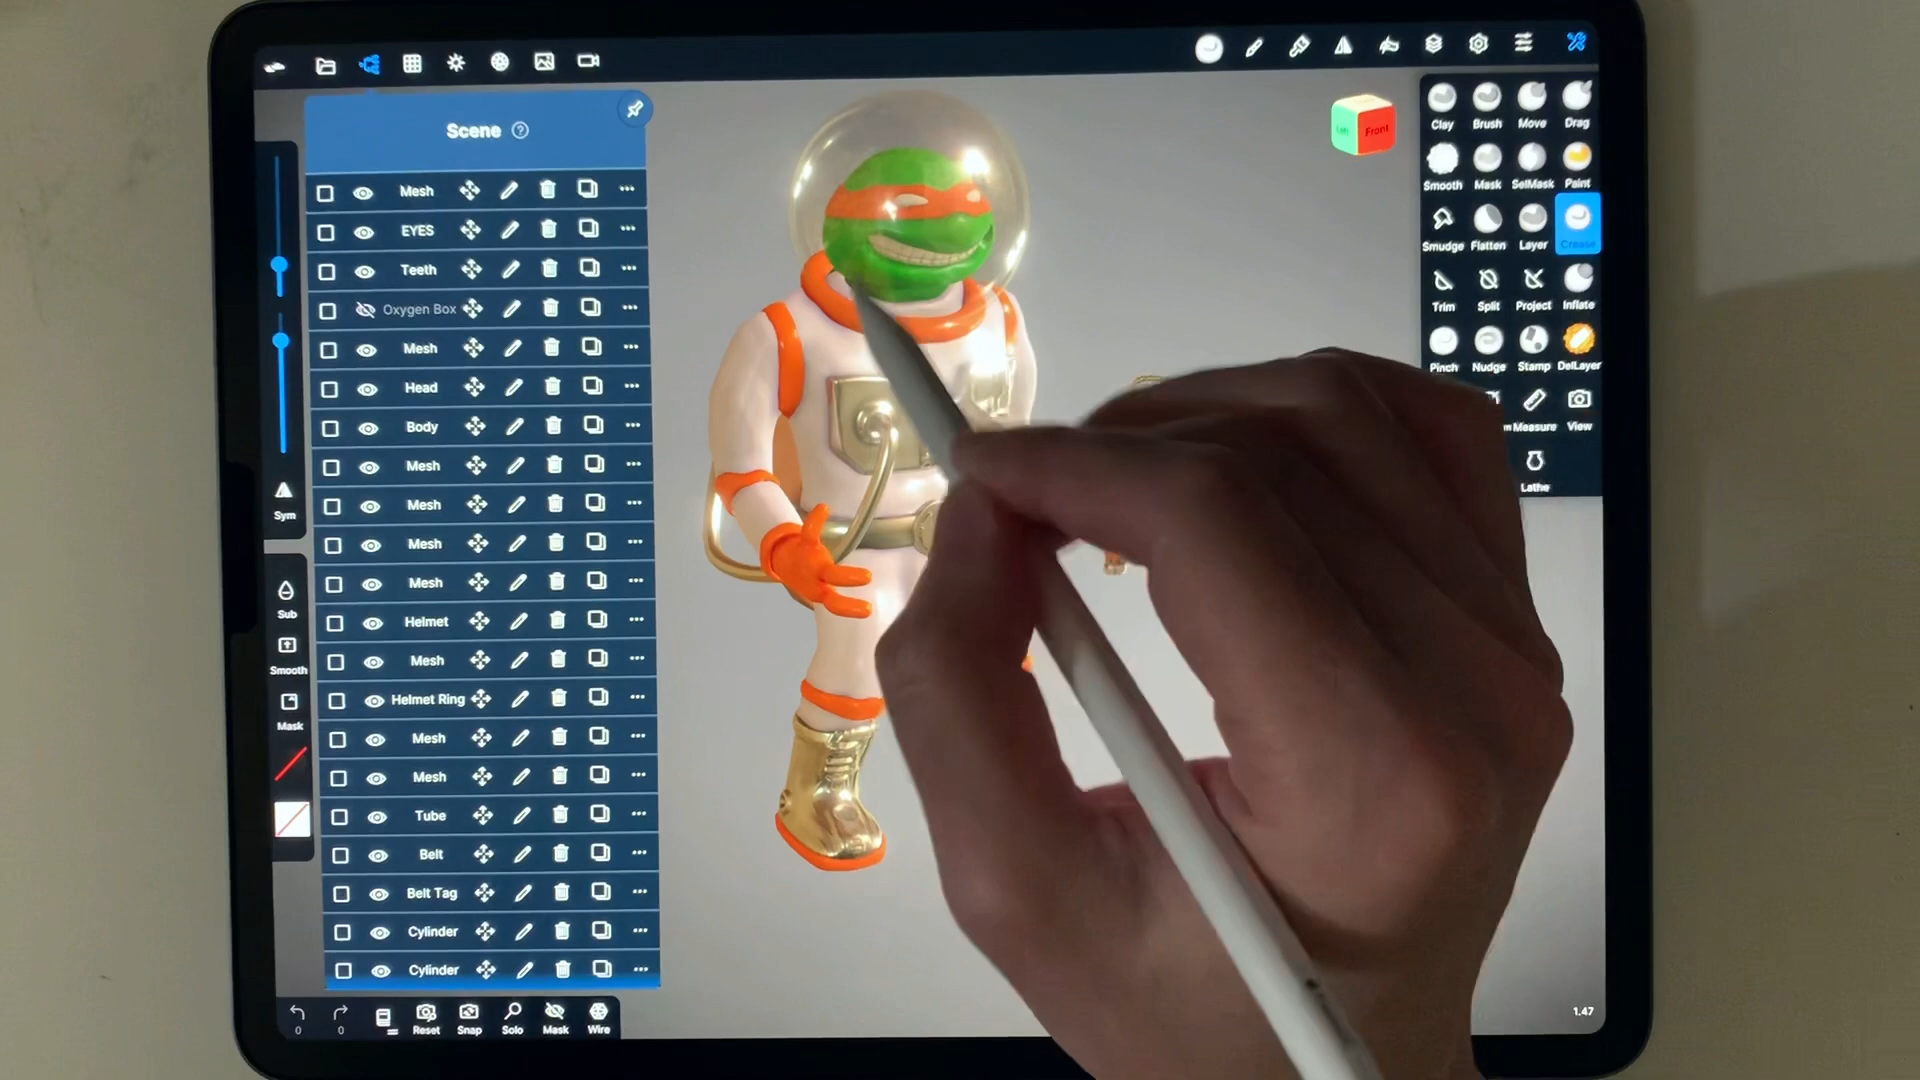 Scene ?
Mesh
EYES
Teeth
Oxygen Box
Mesh
Head
Body
Mesh
Mesh
Mesh
Mesh
Helmet
Mesh
Helmet Ring
Mesh
Mesh
Tube
Belt
Belt Tag
Cylinder
Cylinder
Sym
Sub
Smooth
Mask
0
0
Reset
Snap
Solo
Mask
Wire
Left
Front
Clay
Brush
Move
Drag
Smooth
Mask
SelMask
Paint
Smudge
Flatten
Layer
Crease
Trim
Split
Project
Inflate
Pinch
Nudge
Stamp
DelLayer
Measure
View
Lathe
1.47